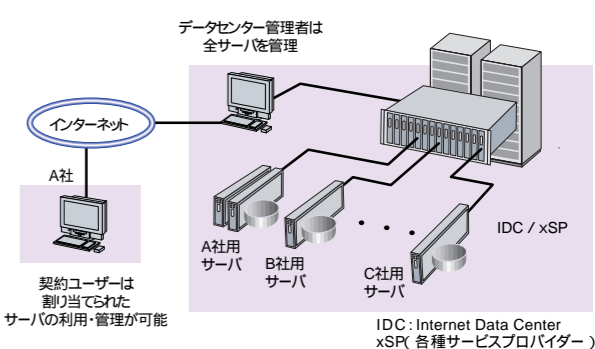 データセンター管理者は
全サーバを管理
インターネット
A社
契約ユーザーは
割り当てられた
サーバの利用・管理が可能
A社用
サーバ
B社用
サーバ
・・・
C社用
サーバ
IDC / xSP
IDC：Internet Data Center
xSP( 各種サービスプロバイダー )